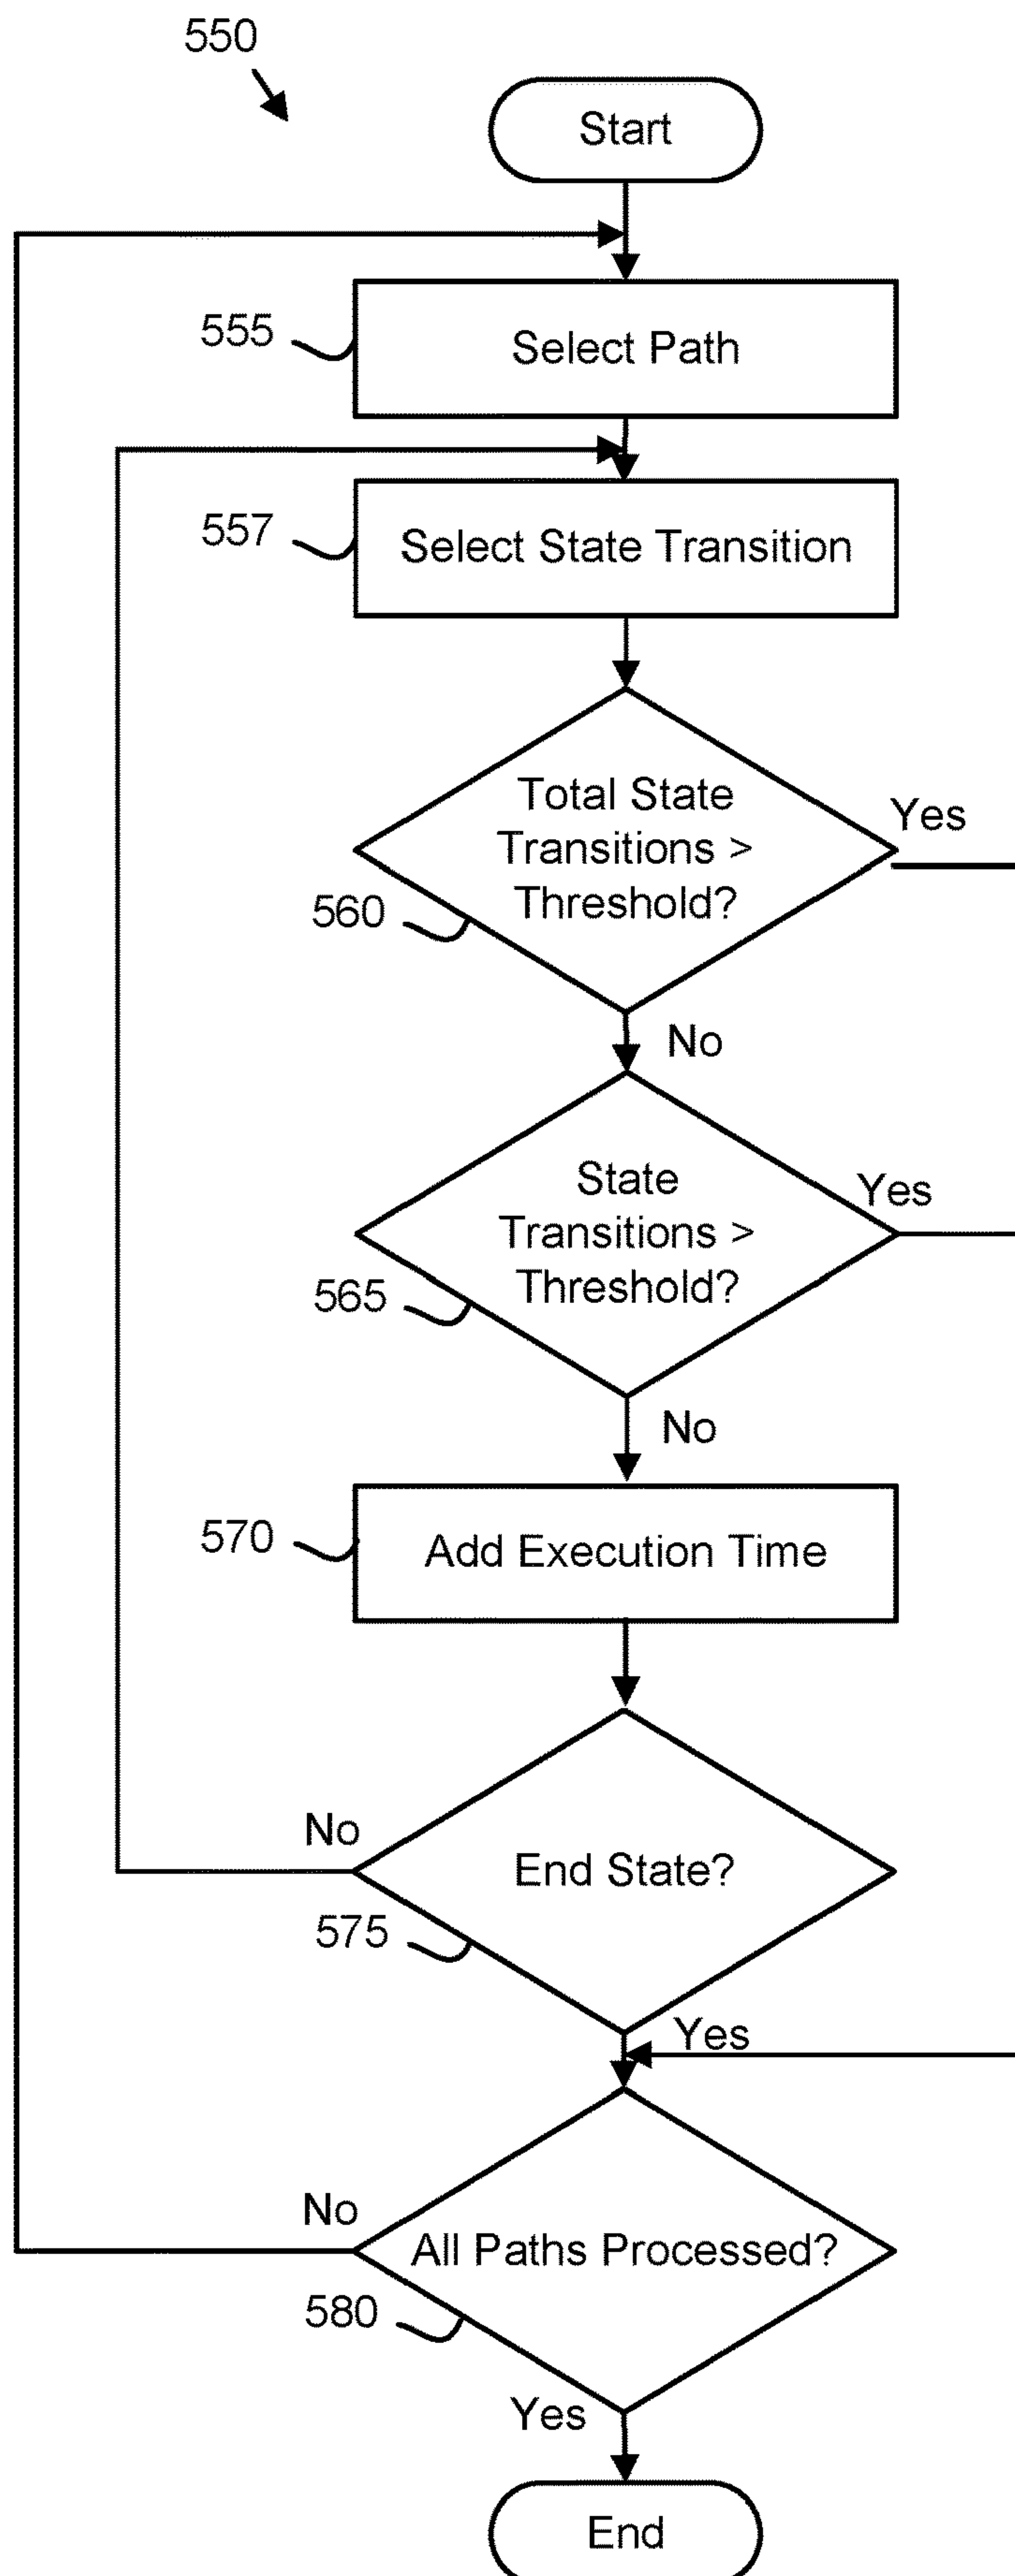 550
Start
555
Select Path
557
Select State Transition
Total State
Transitions >
Threshold?
Yes
560
No
State
Transitions >
Threshold?
Yes
565
No
570
Add Execution Time
No
End State?
575
Yes
No
All Paths Processed?
580
Yes
End